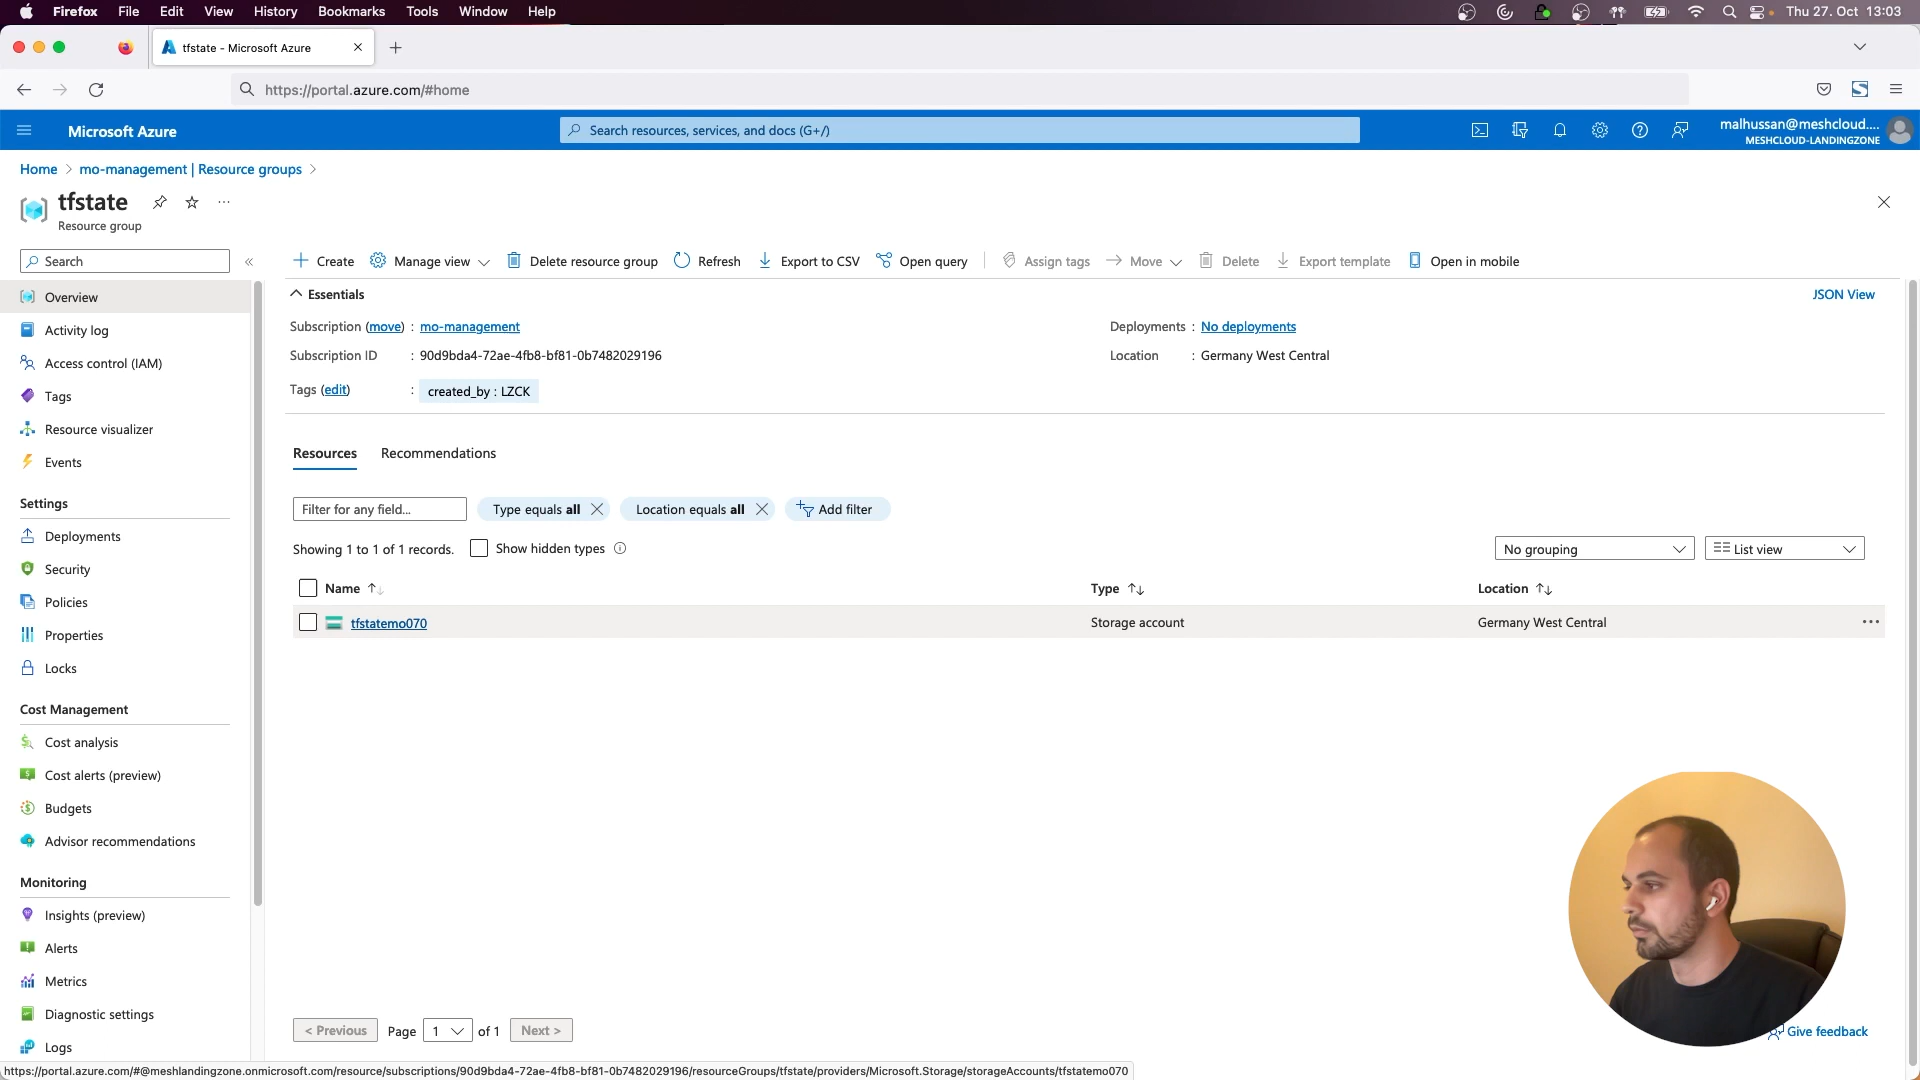 Firefox File Edit View History Bookmarks Tools Window Help Thu 27. Oct 13:03
tfstate - Microsoft Azure
https://portal.azure.com/#home
Microsoft Azure
Search resources, services, and docs (G+/)
malhussan@meshcloud....
MESHCLOUD-LANDINGZONE
Home > mo-management | Resource groups >
tfstate
Resource group
Search
Create Manage view Delete resource group Refresh Export to CSV Open query Assign tags Move Delete Export template Open in mobile
Overview
Activity log
Access control (IAM)
Tags
Resource visualizer
Events
Settings
Deployments
Security
Policies
Properties
Locks
Cost Management
Cost analysis
Cost alerts (preview)
Budgets
Advisor recommendations
Monitoring
Insights (preview)
Alerts
Metrics
Diagnostic settings
Logs
Essentials
JSON View
Subscription (move) : mo-management
Deployments : No deployments
Subscription ID : 90d9bda4-72ae-4fb8-bf81-0b7482029196
Location : Germany West Central
Tags (edit) : created_by : LZCK
Resources Recommendations
Filter for any field...
Type equals all
Location equals all
Add filter
Showing 1 to 1 of 1 records.
Show hidden types
No grouping
List view
Name Type Location
tfstatemo070 Storage account Germany West Central
< Previous Page 1 of 1 Next >
Give feedback
https://portal.azure.com/#@meshlandingzone.onmicrosoft.com/resource/subscriptions/90d9bda4-72ae-4fb8-bf81-0b7482029196/resourceGroups/tfstate/providers/Microsoft.Storage/storageAccounts/tfstatemo070